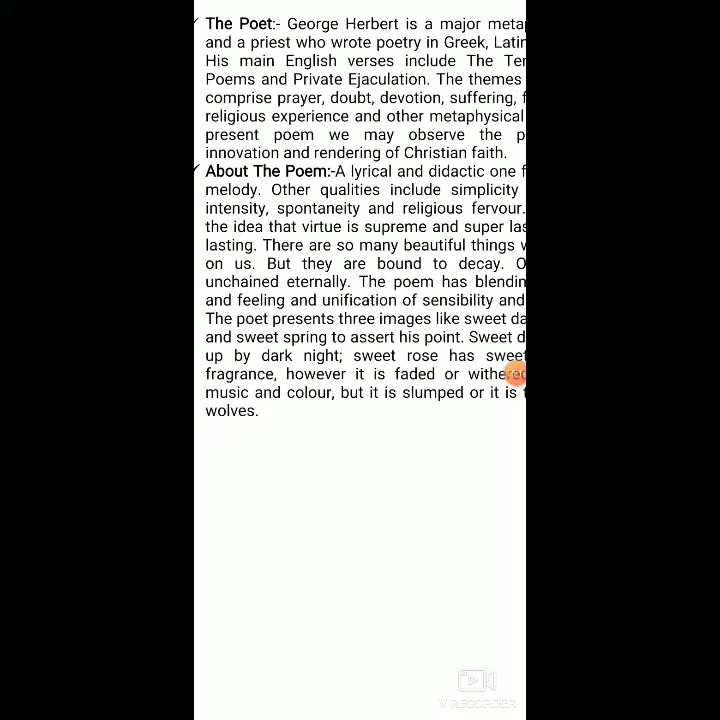 The Poet:- George Herbert is a major
and a priest who wrote poetry in Greek,
His main English verses include The
Poems and Private Ejaculation. The themes
comprise prayer, doubt, devotion, suffering,
religious experience and other metaphysical
present poem we may observe the
innovation and rendering of Christian faith.
About The Poem:-A lyrical and didactic one
melody. Other qualities include simplicity
intensity, spontaneity and religious fervour.
the idea that virtue is supreme and super
lasting. There are so many beautiful things
on us. But they are bound to decay.
unchained eternally. The poem has
and feeling and unification of sensibility and
The poet presents three images like sweet
and sweet spring to assert his point. Sweet
up by dark night; sweet rose has
fragrance, however it is faded or withered
music and colour, but it is slumped or it is
wolves.
V RECORDER